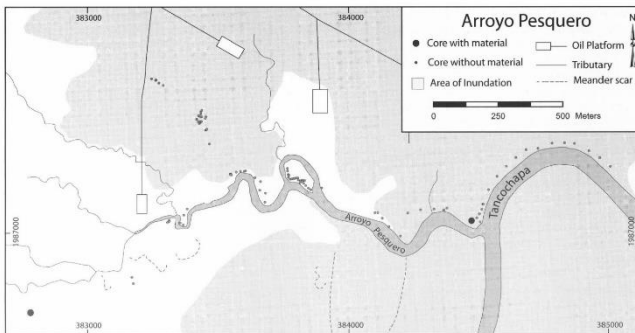 383000
384000
Arroyo Pesquero
N
Core with material
Oil Platform
Core without material
Tributary
Area of Inundation
Meander scar
0 250 500
Meters
Tancochapa
Arroyo Pesquero
1987000
1987000
383000
384000
385000